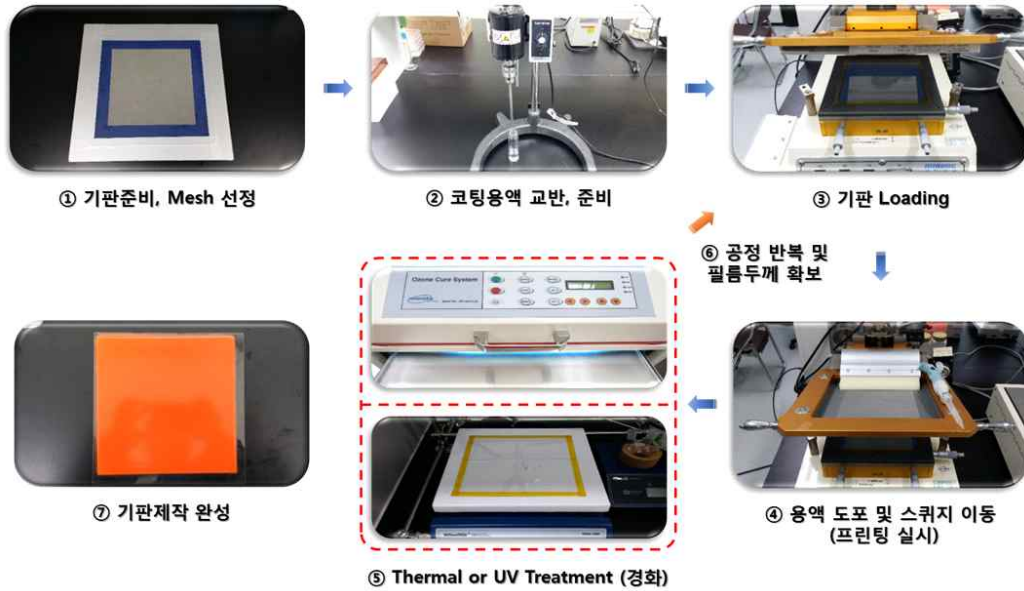 ① 기판준비, Mesh 선정
② 코팅용액 교반, 준비
③ 기판 Loading
⑥ 공정 반복 및
필름두께 확보
Ozone Cure System
⑦ 기판제작 완성
④ 용액 도포 및 스퀴지 이동
(프린팅 실시)
⑤ Thermal or UV Treatment (경화)